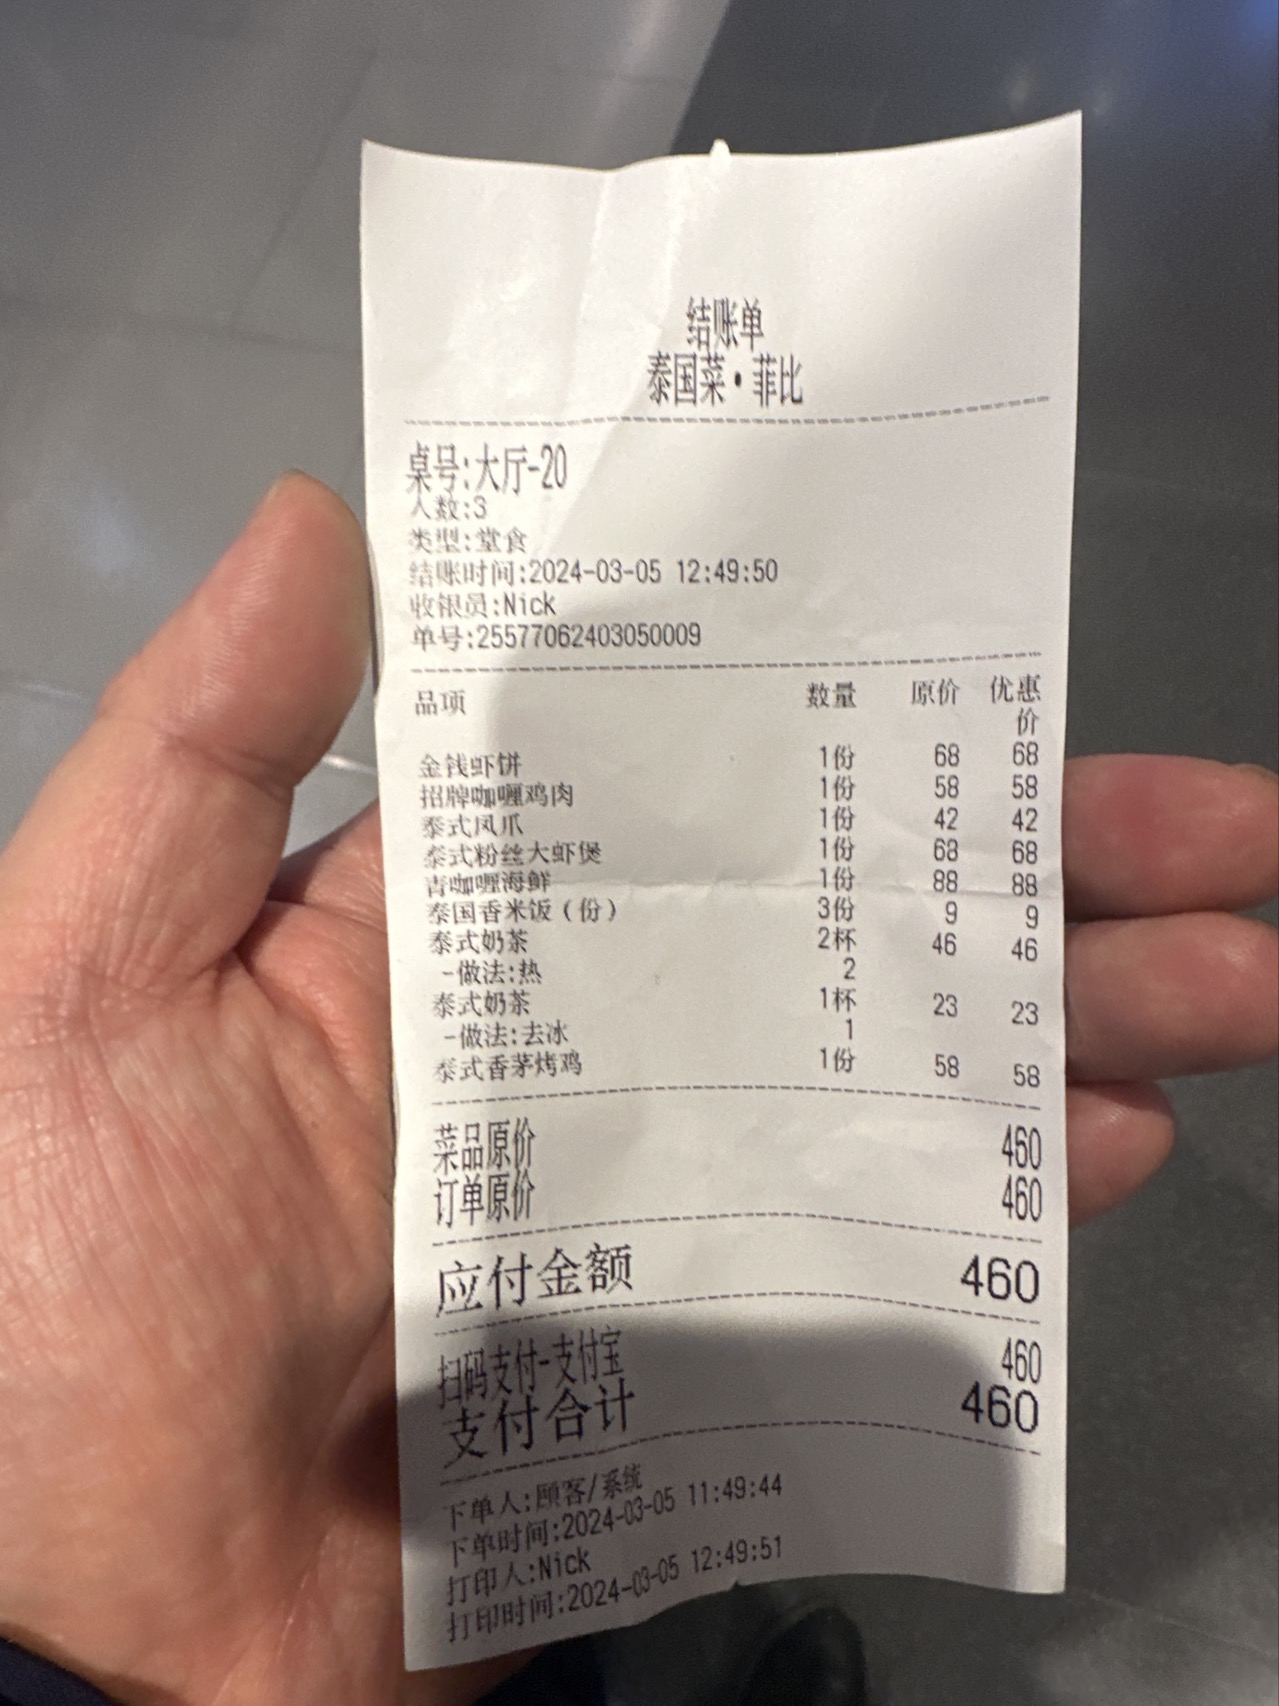 结账单
泰国菜•菲比
桌号:大厅-20
人数:3
类型:堂食
结账时间:2024-03-05 12:49:50
收银员:Nick
单号:25577062403050009
品项 数量 原价 优惠价
金钱虾饼 1份 68 68
招牌咖喱鸡肉 1份 58 58
泰式凤爪 1份 42 42
泰式粉丝大虾煲 1份 68 68
青咖喱海鲜 1份 88 88
泰国香米饭（份） 3份 9 9
泰式奶茶 2杯 46 46
-做法:热 2
泰式奶茶 1杯 23 23
-做法:去冰 1
泰式香茅烤鸡 1份 58 58
菜品原价 460
订单原价 460
应付金额 460
扫码支付-支付宝 460
支付合计 460
下单人:顾客/系统
下单时间:2024-03-05 11:49:44
打印人:Nick
打印时间:2024-03-05 12:49:51